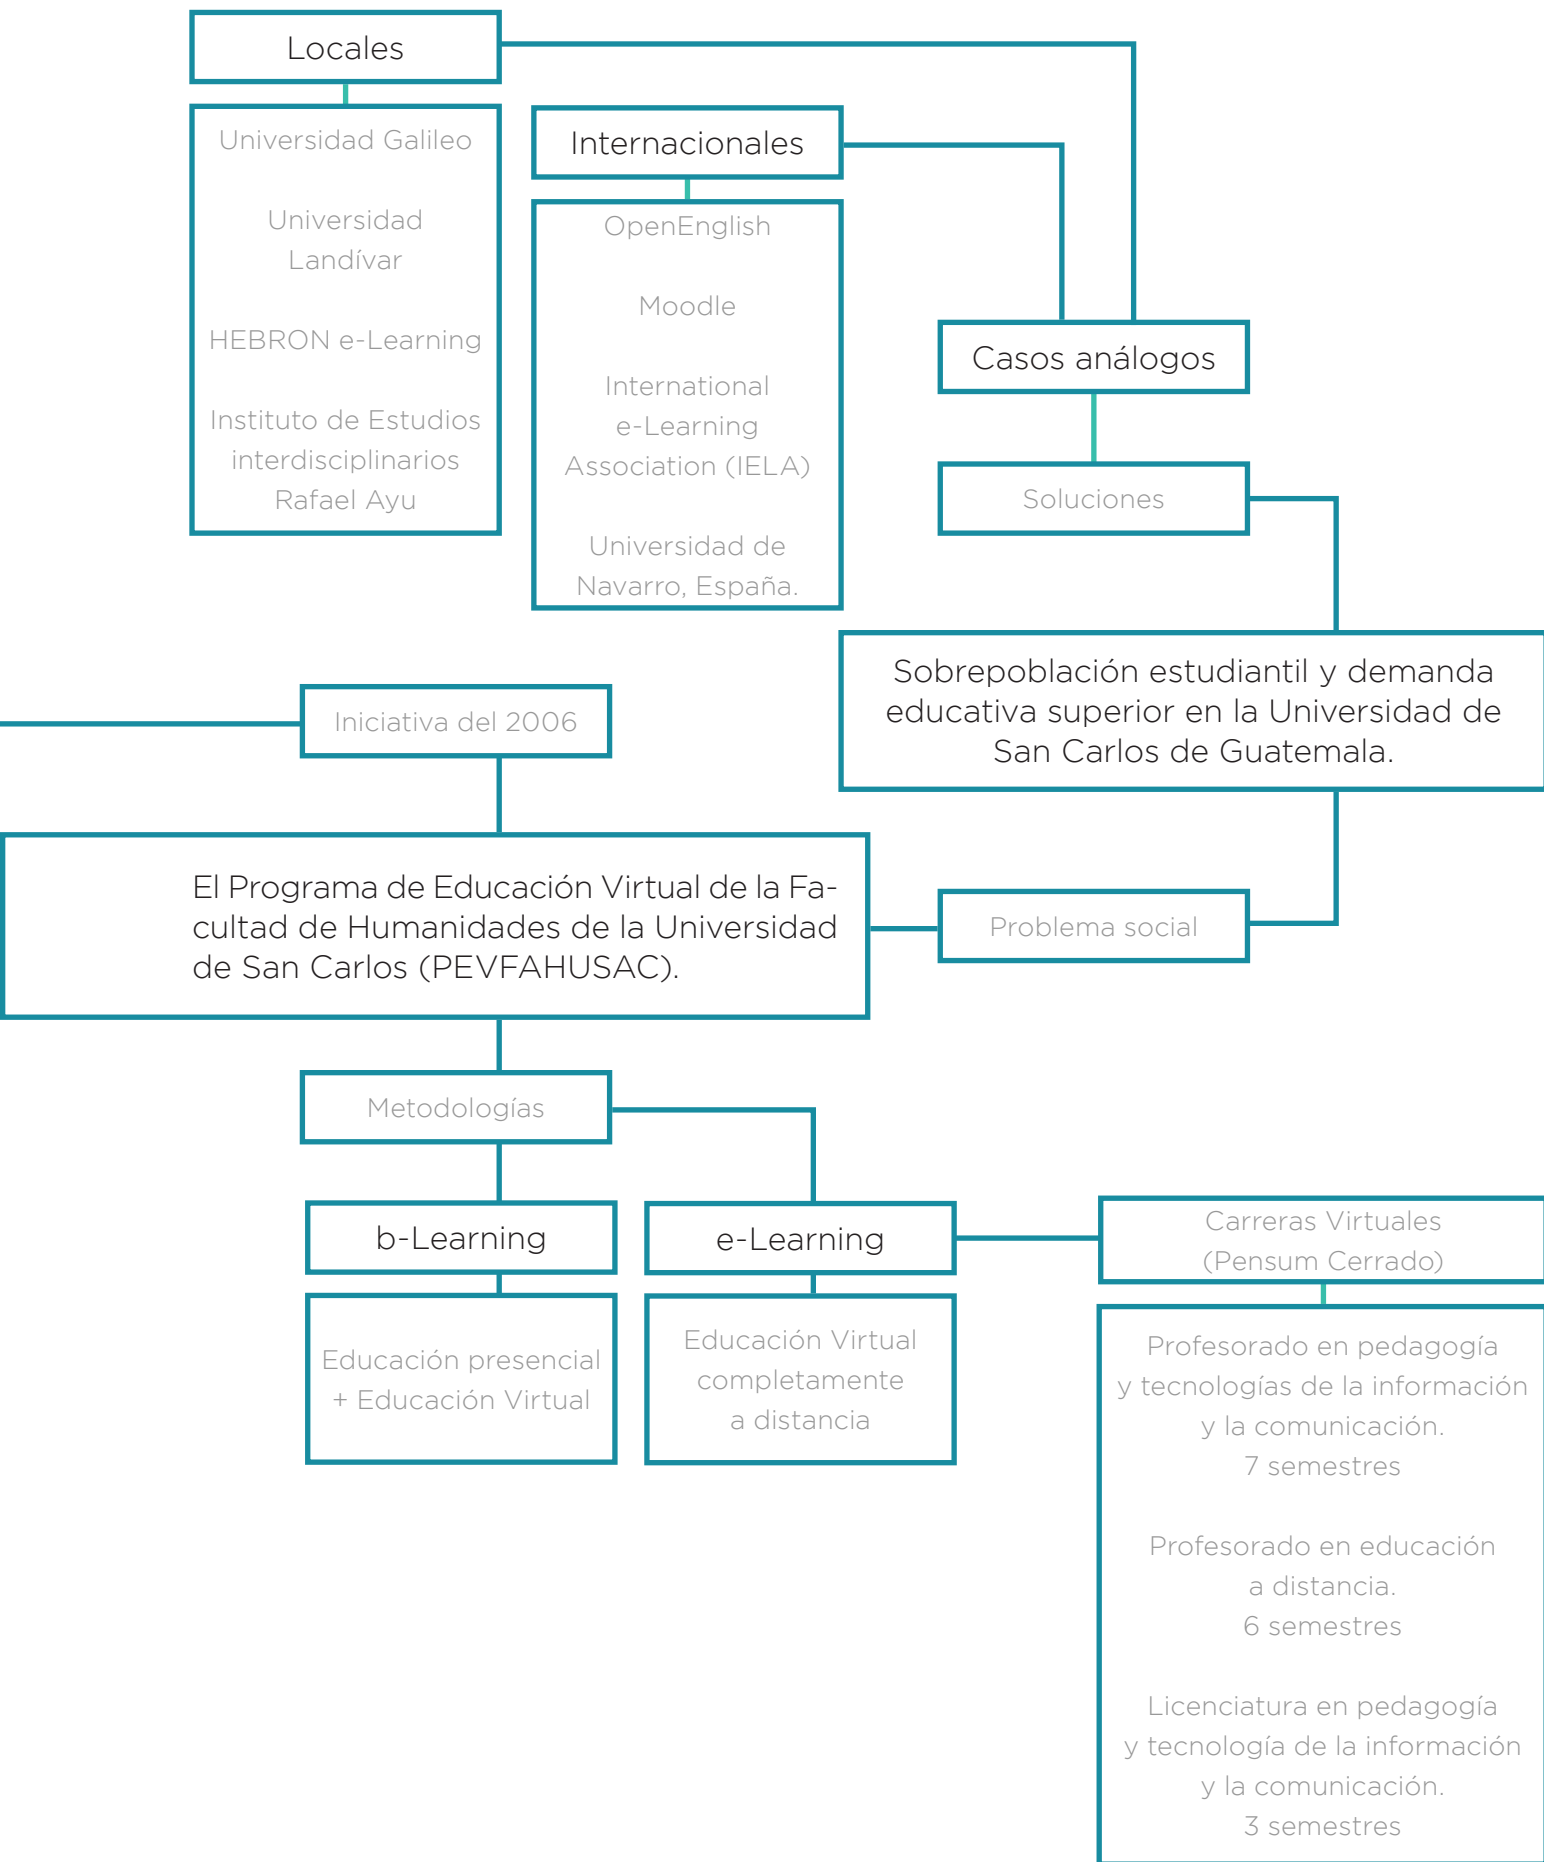 Locales
Universidad Galileo
Universidad
Landívar
HEBRON e-Learning
Instituto de Estudios
interdisciplinarios
Rafael Ayu
Internacionales
OpenEnglish
Moodle
International
e-Learning
Association (IELA)
Universidad de
Navarro, España.
Casos análogos
Soluciones
Sobrepoblación estudiantil y demanda
educativa superior en la Universidad de
San Carlos de Guatemala.
Iniciativa del 2006
El Programa de Educación Virtual de la Fa-
cultad de Humanidades de la Universidad
de San Carlos (PEVFAHUSAC).
Problema social
Metodologías
b-Learning
Educación presencial
+ Educación Virtual
e-Learning
Educación Virtual
completamente
a distancia
Carreras Virtuales
(Pensum Cerrado)
Profesorado en pedagogía
y tecnologías de la información
y la comunicación.
7 semestres
Profesorado en educación
a distancia.
6 semestres
Licenciatura en pedagogía
y tecnología de la información
y la comunicación.
3 semestres